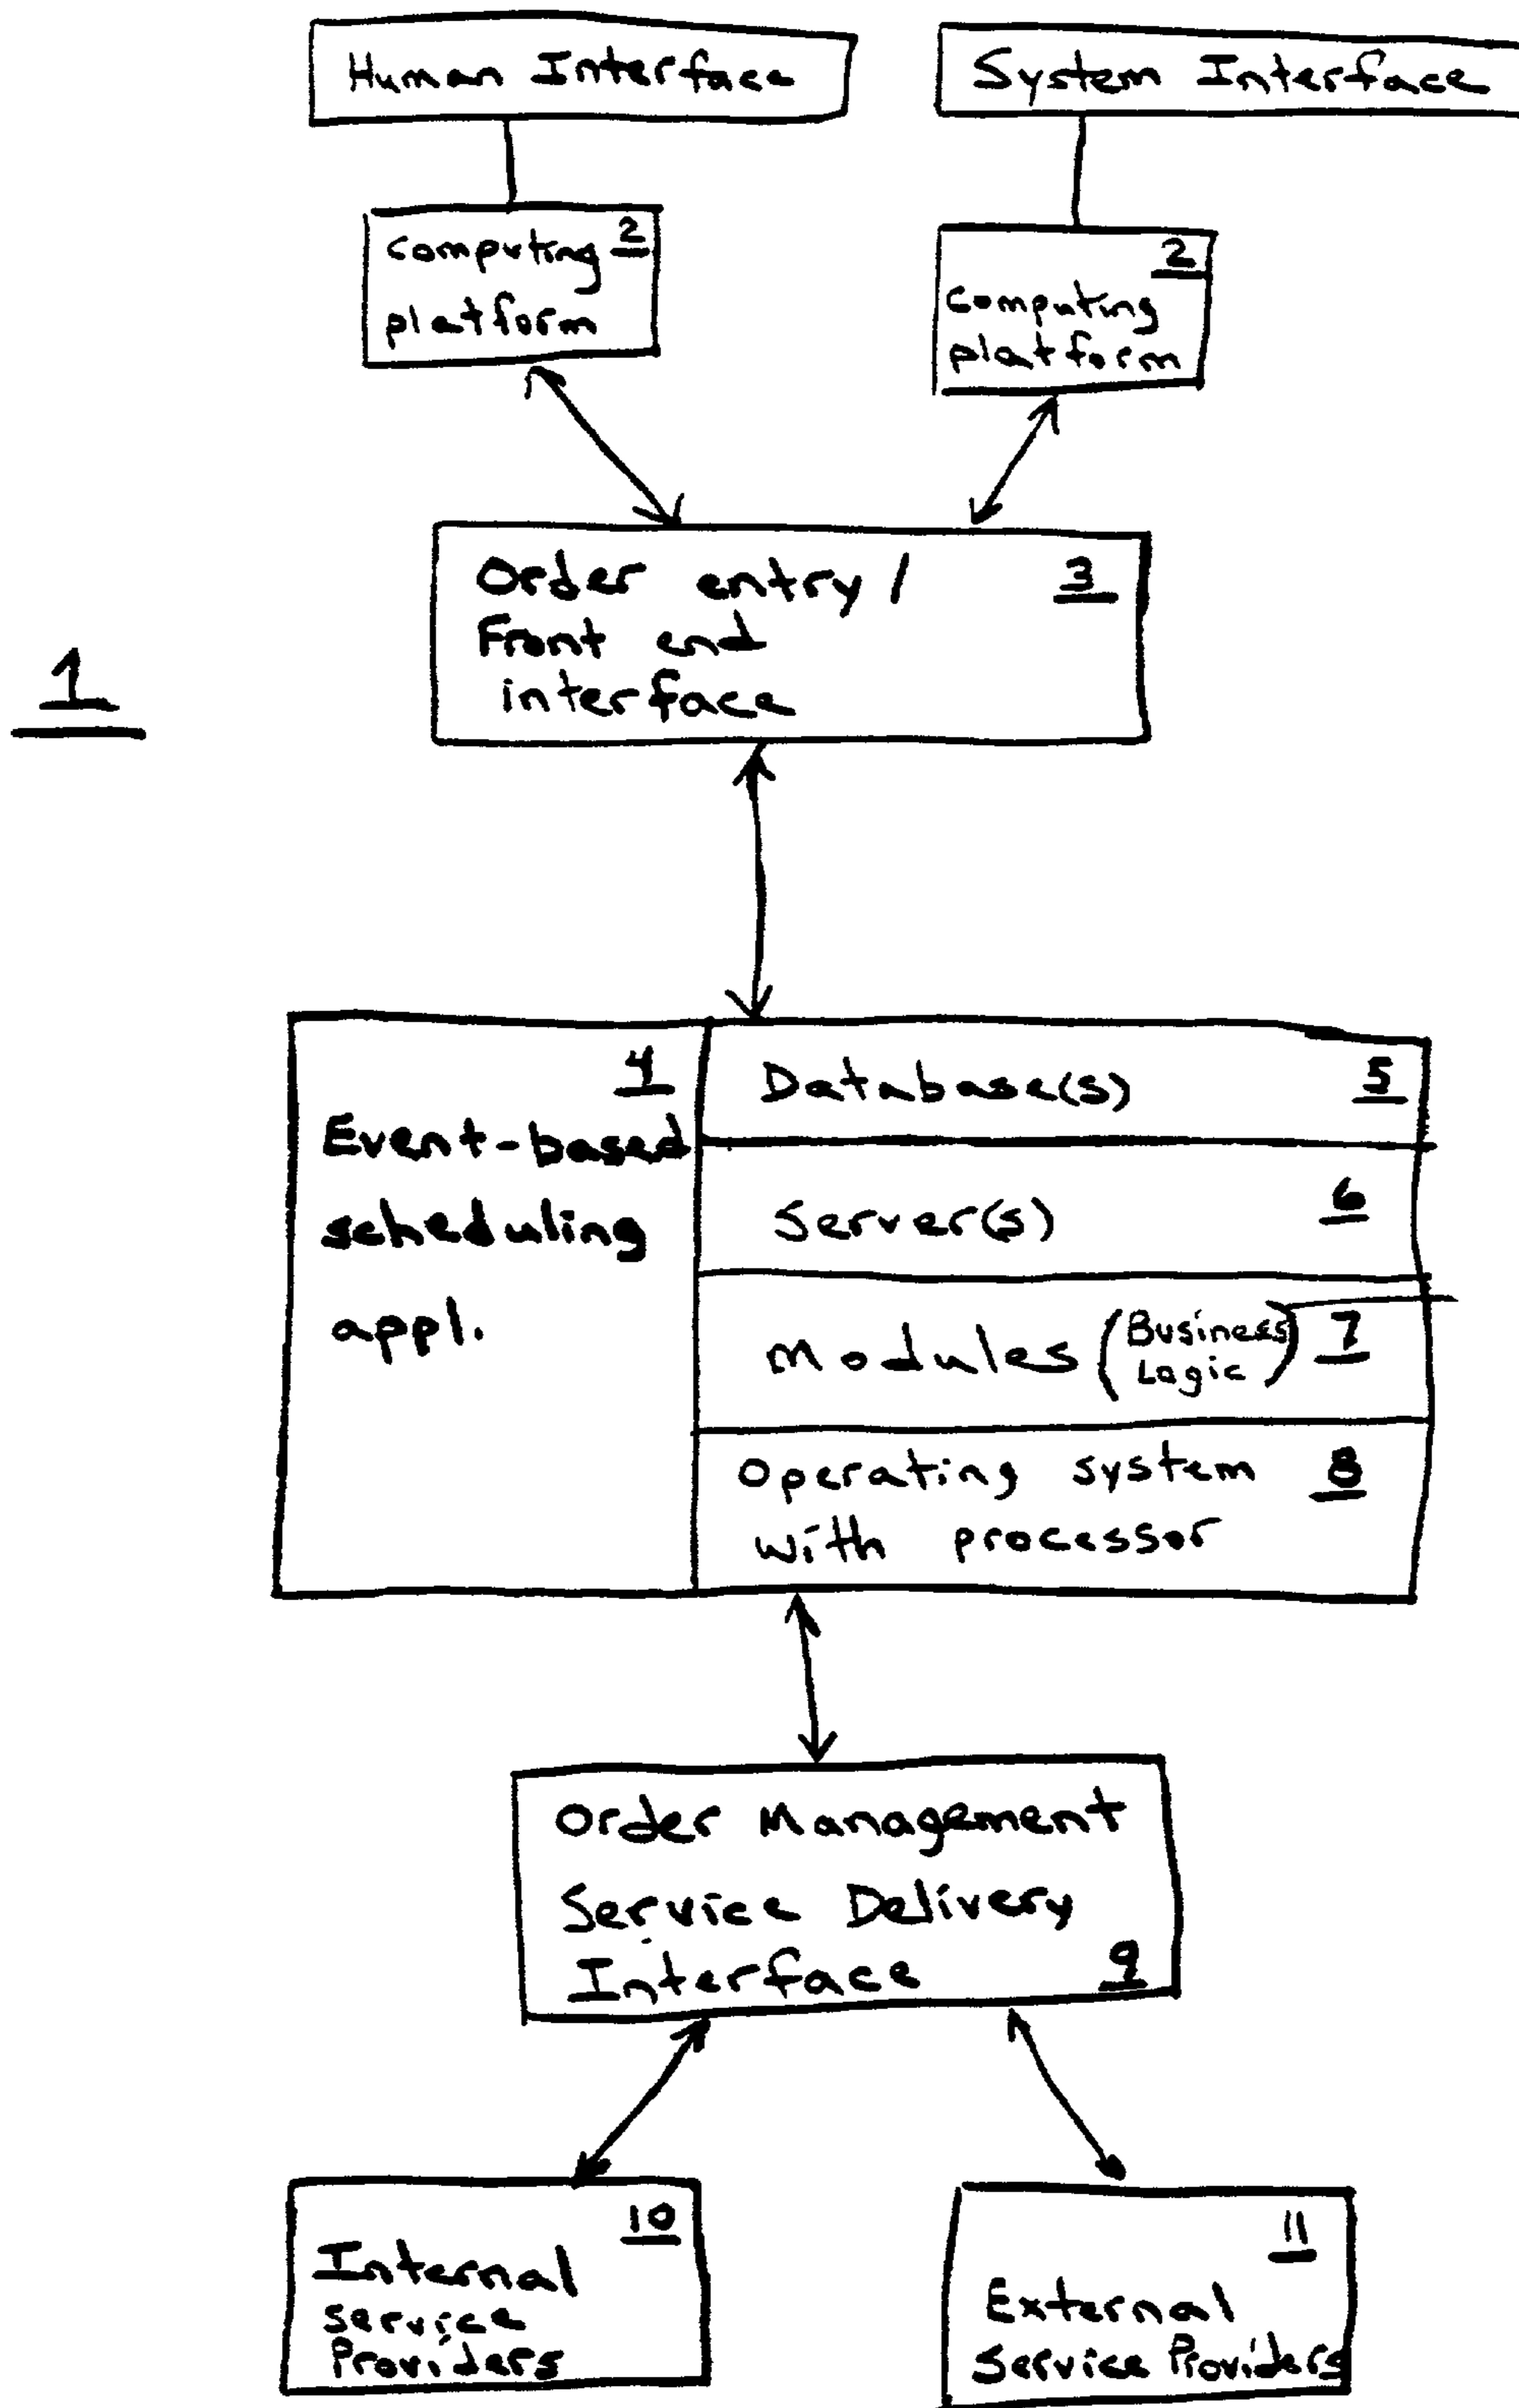 Human Interface
System Interface
computing 2
platform
2
computing
platform
Order entry /
Front end
interface
3
1
4
Event-based
scheduling
appl.
Database(s) 5
Server(s) 6
Modules (Business
Logic) 7
Operating system 8
with processor
Order Management
Service Delivery
Interface 9
10
Internal
service
Providers
11
External
Service Providers